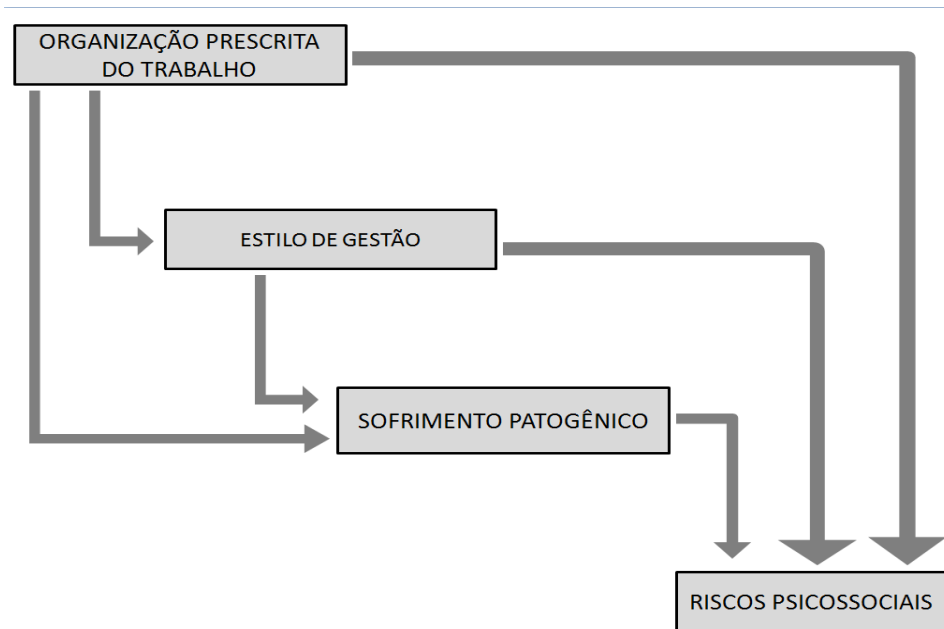 ORGANIZAÇÃO PRESCRITA
DO TRABALHO
ESTILO DE GESTÃO
SOFRIMENTO PATOGÊNICO
RISCOS PSICOSSOCIAIS